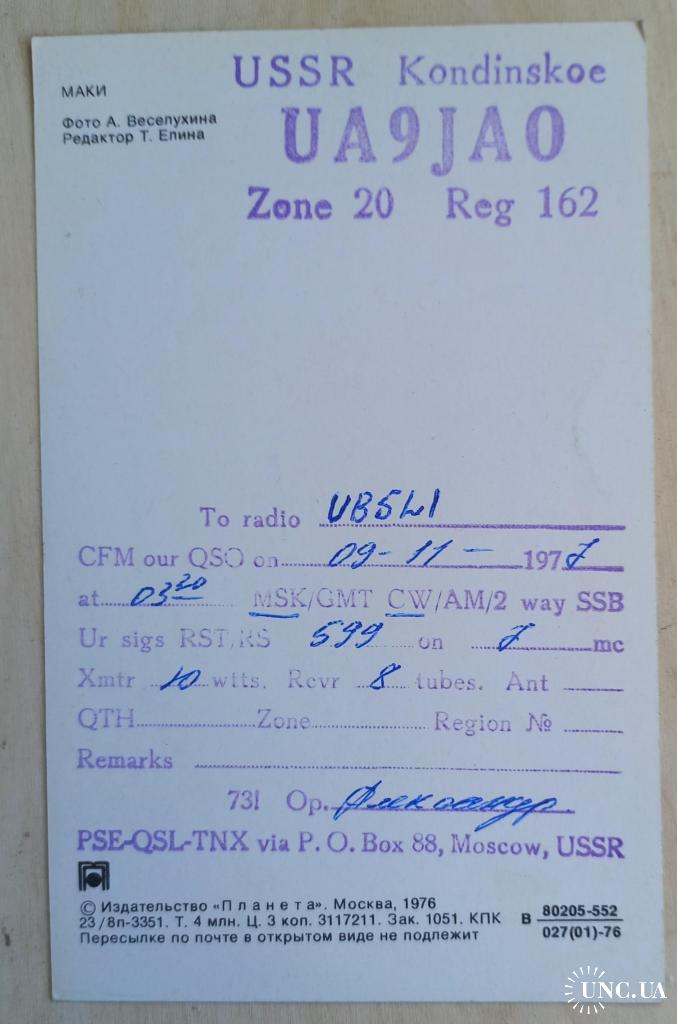 USSR Kondinskoe
МАКИ
UA9JAO
Фото А. Веселухина
Редактор Т. Елина
Zone 20 Reg 162
To radio UB5LI
CFM our QSO on 09-11- 1977
at 03 20 MSK/GMT CW/AM/2 way SSB
Ur sigs RST/RS 599 on 7 mc
Xmtr 10 wtts. Rcvr 8 tubes. Ant
QTH Zone Region №
Remarks
73! Op. Александр.
PSE-QSL-TNX via P. O. Box 88, Moscow, USSR
© Издательство «Планета». Москва, 1976
23/8п-3351. Т. 4 млн. Ц. 3 коп. 3117211. Зак. 1051. КПК В 80205-552
027(01)-76
Пересылке по почте в открытом виде не подлежит
UNC.UA